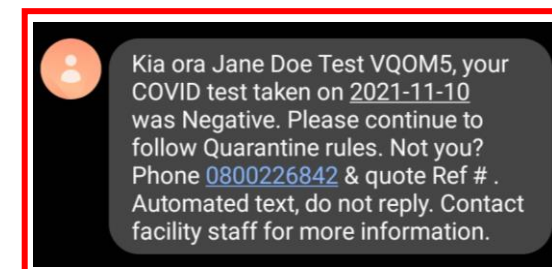 Kia ora Jane Doe Test VQOM5, your
COVID test taken on 2021-11-10
was Negative. Please continue to
follow Quarantine rules. Not you?
Phone 0800226842 & quote Ref # .
Automated text, do not reply. Contact
facility staff for more information.